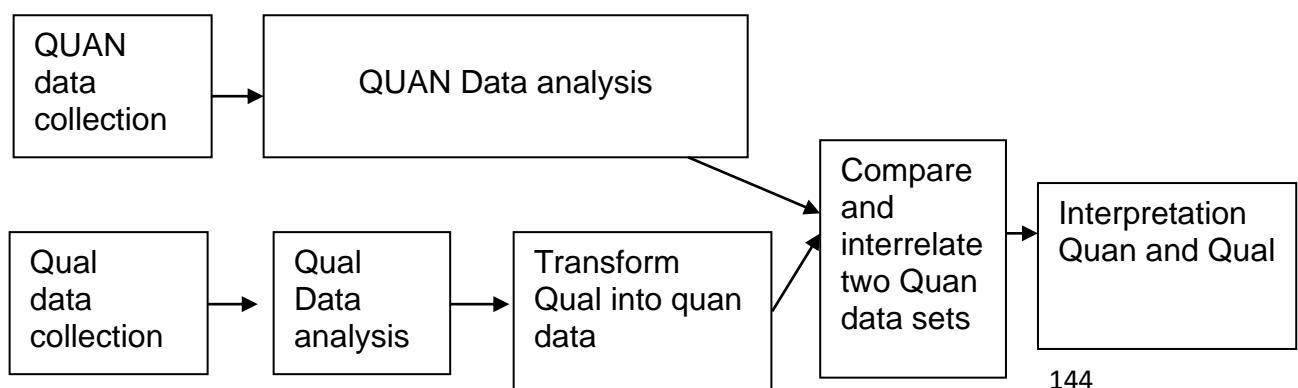 QUAN
data
collection
QUAN Data analysis
Qual
data
collection
Qual
Data
analysis
Transform
Qual into quan
data
Compare
and
interrelate
two Quan
data sets
Interpretation
Quan and Qual
144